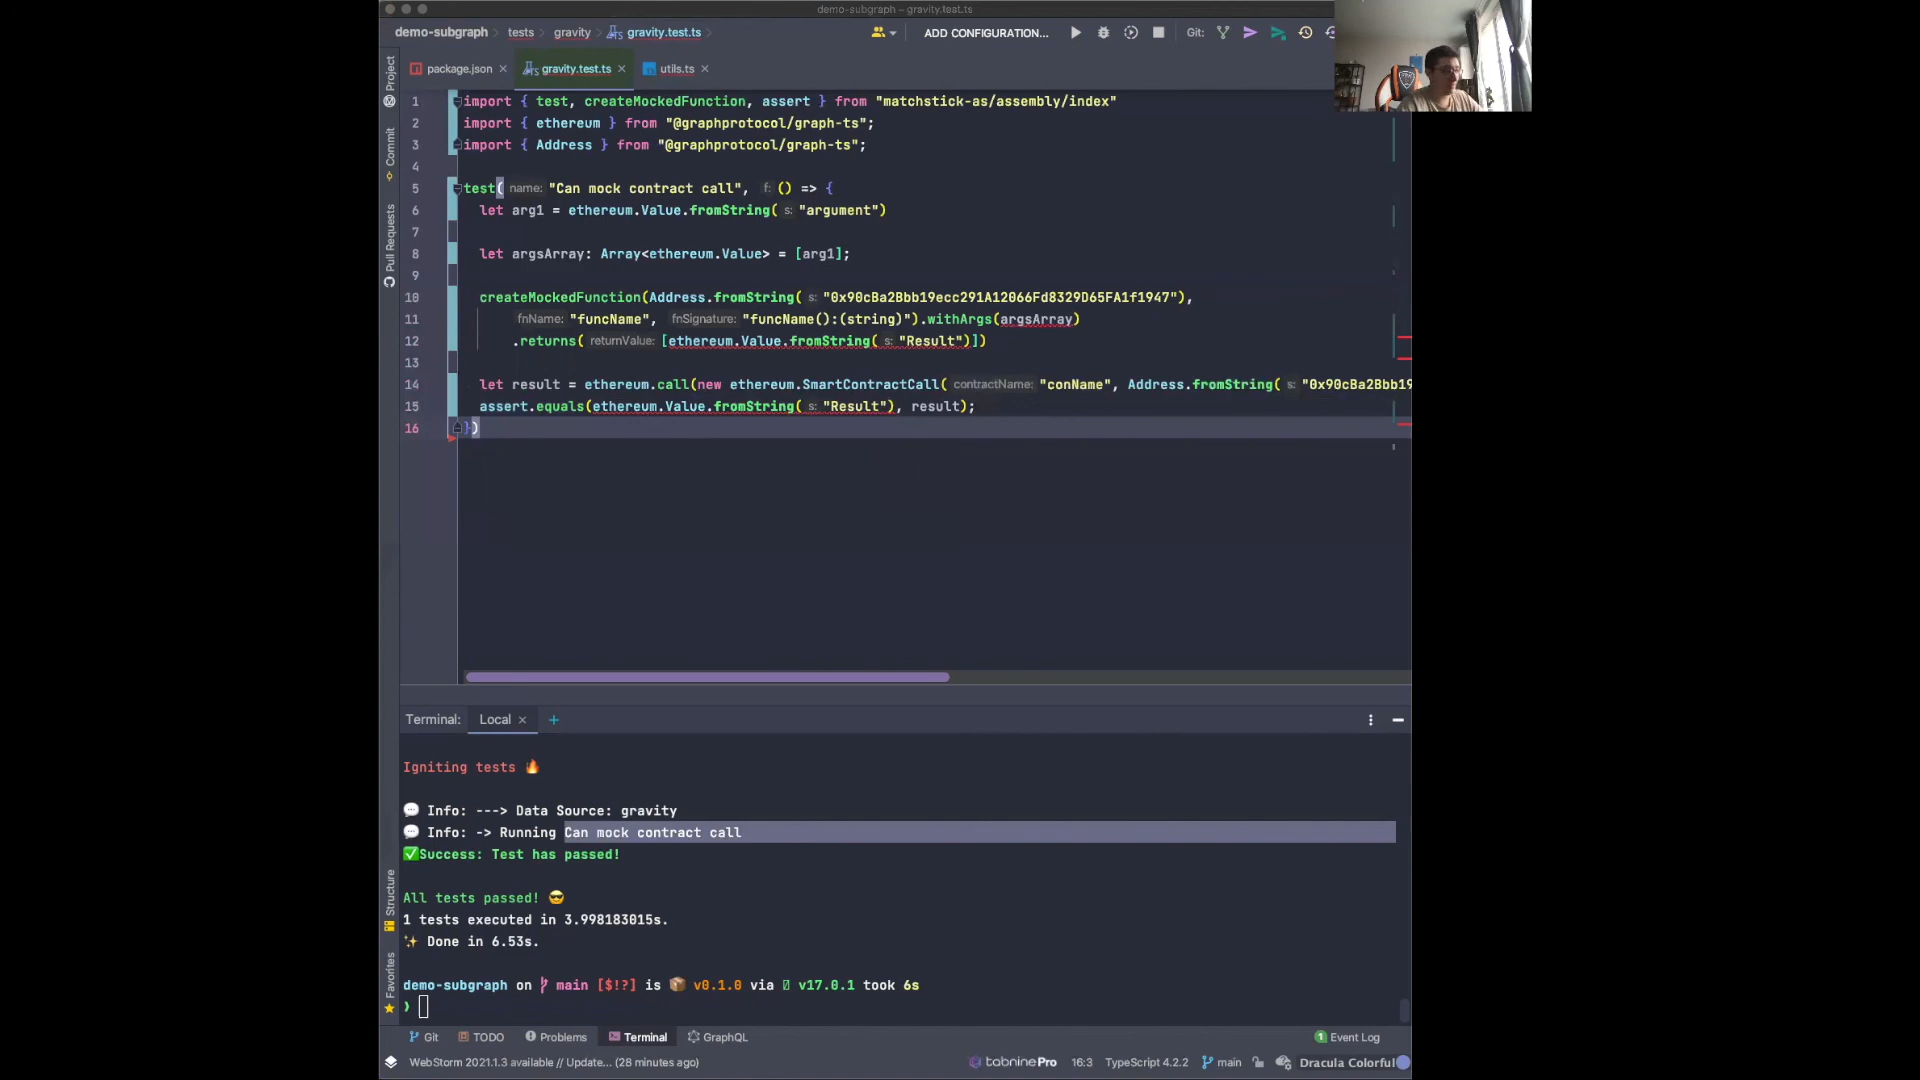 demo-subgraph – gravity.test.ts
demo-subgraph tests gravity gravity.test.ts ADD CONFIGURATION... Git:
package.json gravity.test.ts utils.ts
Project
Commit
Pull Requests
1 import { test, createMockedFunction, assert } from "matchstick-as/assembly/index"
2 import { ethereum } from "@graphprotocol/graph-ts";
3 import { Address } from "@graphprotocol/graph-ts";
4
5 test( name: "Can mock contract call", f: () => {
6 let arg1 = ethereum.Value.fromString( s: "argument")
7
8 let argsArray: Array<ethereum.Value> = [arg1];
9
10 createMockedFunction(Address.fromString( s: "0x90cBa2Bbb19ecc291A12066Fd8329D65FA1f1947"),
11 fnName: "funcName", fnSignature: "funcName():(string)").withArgs(argsArray)
12 .returns( returnValue: [ethereum.Value.fromString( s: "Result")])
13
14 let result = ethereum.call(new ethereum.SmartContractCall( contractName: "conName", Address.fromString( s: "0x90cBa2Bbb19
15 assert.equals(ethereum.Value.fromString( s: "Result"), result);
16 })
Terminal: Local
Igniting tests 🔥
💬 Info: ---> Data Source: gravity
💬 Info: -> Running Can mock contract call
✅Success: Test has passed!
All tests passed! 😎
1 tests executed in 3.998183015s.
✨ Done in 6.53s.
demo-subgraph on main [$!?] is 📦 v0.1.0 via v17.0.1 took 6s
❯
Structure
Favorites
Git TODO Problems Terminal GraphQL 1 Event Log
WebStorm 2021.1.3 available // Update... (28 minutes ago) tabnine Pro 16:3 TypeScript 4.2.2 main Dracula Colorful